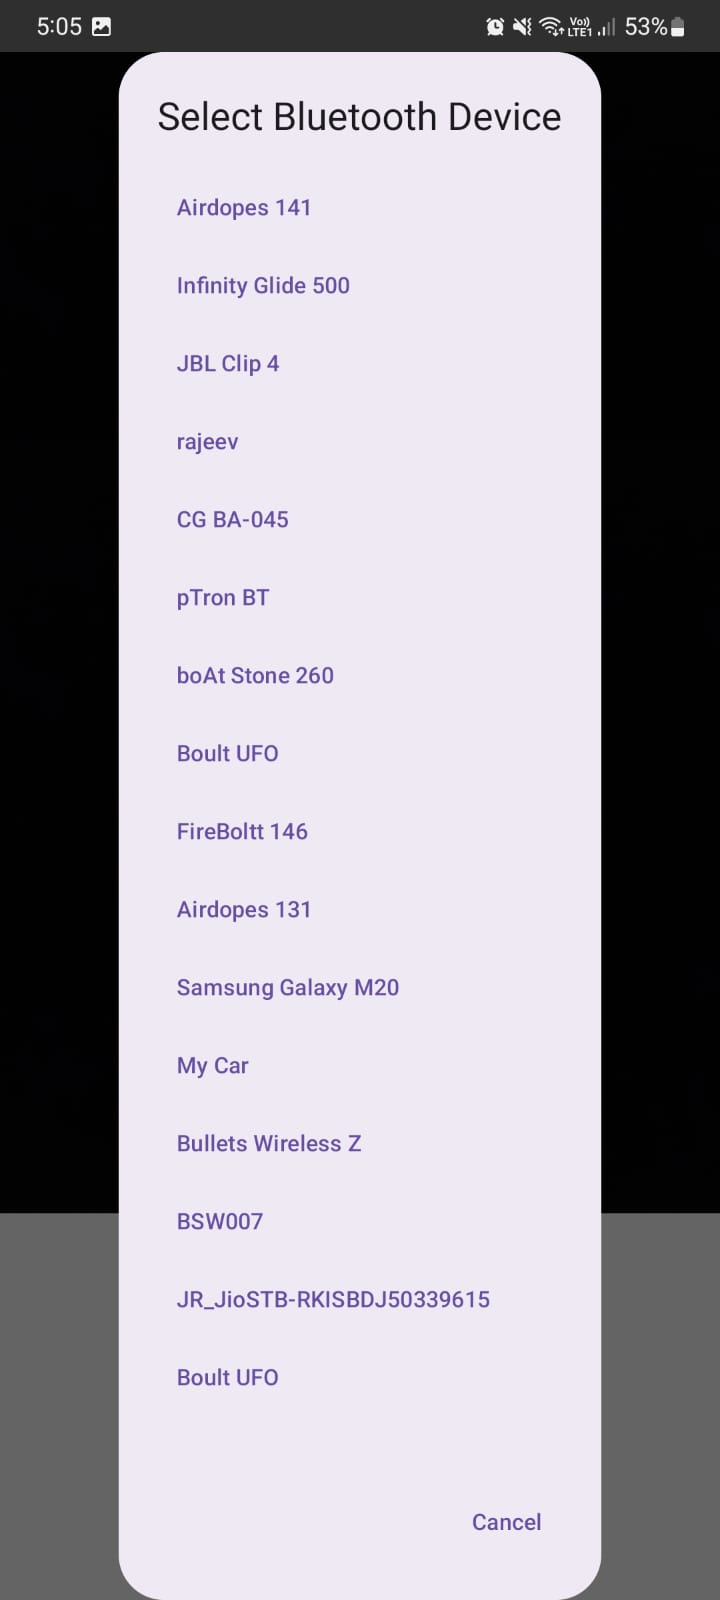 5:05 Vo)) LTE1 53%
Select Bluetooth Device
Airdopes 141
Infinity Glide 500
JBL Clip 4
rajeev
CG BA-045
pTron BT
boAt Stone 260
Boult UFO
FireBoltt 146
Airdopes 131
Samsung Galaxy M20
My Car
Bullets Wireless Z
BSW007
JR_JioSTB-RKISBDJ50339615
Boult UFO
Cancel